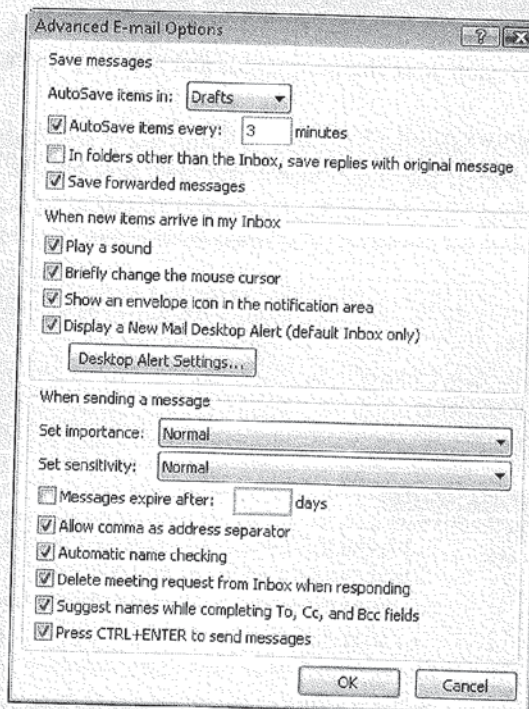 Advanced E-mail Options
Save messages
AutoSave items in: Drafts
AutoSave items every: 3 minutes
In folders other than the Inbox, save replies with original message
Save forwarded messages
When new items arrive in my Inbox
Play a sound
Briefly change the mouse cursor
Show an envelope icon in the notification area
Display a New Mail Desktop Alert (default Inbox only)
Desktop Alert Settings...
When sending a message
Set importance: Normal
Set sensitivity: Normal
Messages expire after: days
Allow comma as address separator
Automatic name checking
Delete meeting request from Inbox when responding
Suggest names while completing To, Cc, and Bcc fields
Press CTRL+ENTER to send messages
OK Cancel